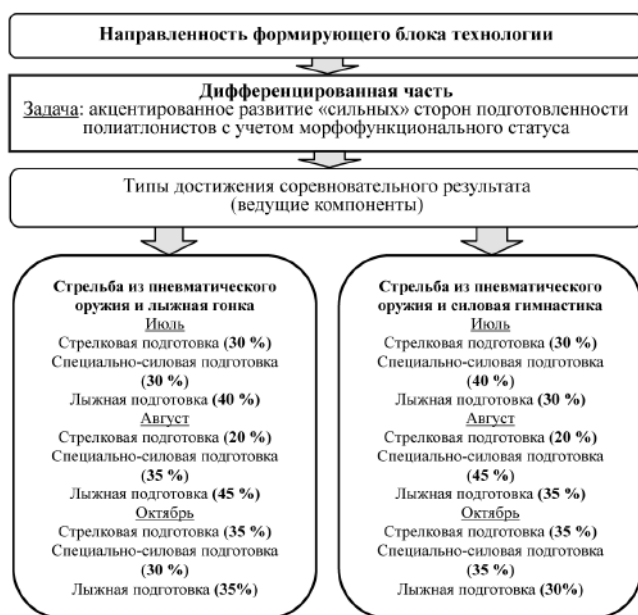 Направленность формирующего блока технологии
Дифференцированная часть
Задача: акцентированное развитие «сильных» сторон подготовленности
полиатлонистов с учетом морфофункционального статуса
Типы достижения соревновательного результата
(ведущие компоненты)
Стрельба из пневматического
оружия и лыжная гонка
Июль
Стрелковая подготовка (30 %)
Специально-силовая подготовка
(30 %)
Лыжная подготовка (40 %)
Август
Стрелковая подготовка (20 %)
Специально-силовая подготовка
(35 %)
Лыжная подготовка (45 %)
Октябрь
Стрелковая подготовка (35 %)
Специально-силовая подготовка
(30 %)
Лыжная подготовка (35%)
Стрельба из пневматического
оружия и силовая гимнастика
Июль
Стрелковая подготовка (30 %)
Специально-силовая подготовка
(40 %)
Лыжная подготовка (30 %)
Август
Стрелковая подготовка (20 %)
Специально-силовая подготовка
(45 %)
Лыжная подготовка (35 %)
Октябрь
Стрелковая подготовка (35 %)
Специально-силовая подготовка
(35 %)
Лыжная подготовка (30%)